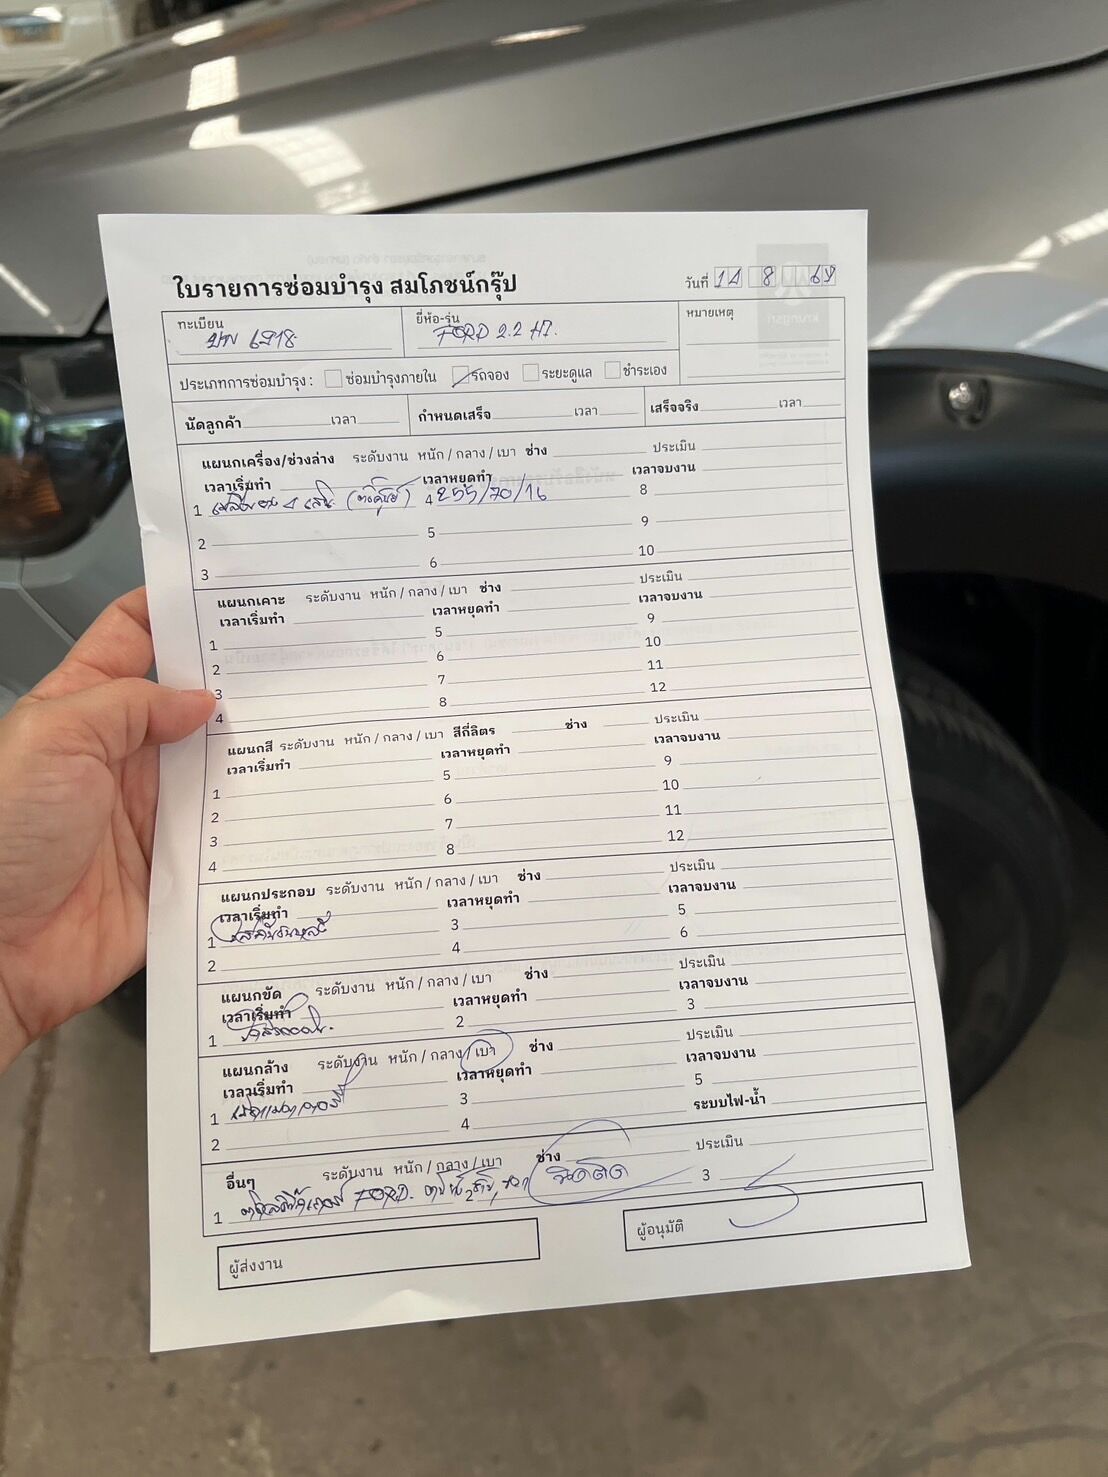 ใบรายการซ่อมบำรุง สมโภชน์กรุ๊ป
วันที่ 14 8 69
ทะเบียน
ยี่ห้อ-รุ่น FORD 2.2 AT.
หมายเหตุ
ประเภทการซ่อมบำรุง : ซ่อมบำรุงภายใน รถจอง ระยะดูแล ชำระเอง
นัดลูกค้า เวลา กำหนดเสร็จ เวลา เสร็จจริง เวลา
แผนกเครื่อง/ช่วงล่าง ระดับงาน หนัก / กลาง / เบา ช่าง ประเมิน
เวลาเริ่มทำ เวลาหยุดทำ เวลาจบงาน
1 4 255/70/16 8
2 5 9
3 6 10
แผนกเคาะ ระดับงาน หนัก / กลาง / เบา ช่าง ประเมิน
เวลาเริ่มทำ เวลาหยุดทำ เวลาจบงาน
1 5 9
2 6 10
3 7 11
4 8 12
แผนกสี ระดับงาน หนัก / กลาง / เบา สีกี่ลิตร ช่าง ประเมิน
เวลาเริ่มทำ เวลาหยุดทำ เวลาจบงาน
1 5 9
2 6 10
3 7 11
4 8 12
แผนกประกอบ ระดับงาน หนัก / กลาง / เบา ช่าง ประเมิน
เวลาเริ่มทำ เวลาหยุดทำ เวลาจบงาน
1 3 5
2 4 6
แผนกขัด ระดับงาน หนัก / กลาง / เบา ช่าง ประเมิน
เวลาเริ่มทำ เวลาหยุดทำ เวลาจบงาน
1 2 3
แผนกล้าง ระดับงาน หนัก / กลาง / เบา ช่าง ประเมิน
เวลาเริ่มทำ เวลาหยุดทำ เวลาจบงาน
1 3 5
2 4 ระบบไฟ-น้ำ
อื่นๆ ระดับงาน หนัก / กลาง / เบา ช่าง ประเมิน
1 FORD. 2 3
ผู้ส่งงาน
ผู้อนุมัติ